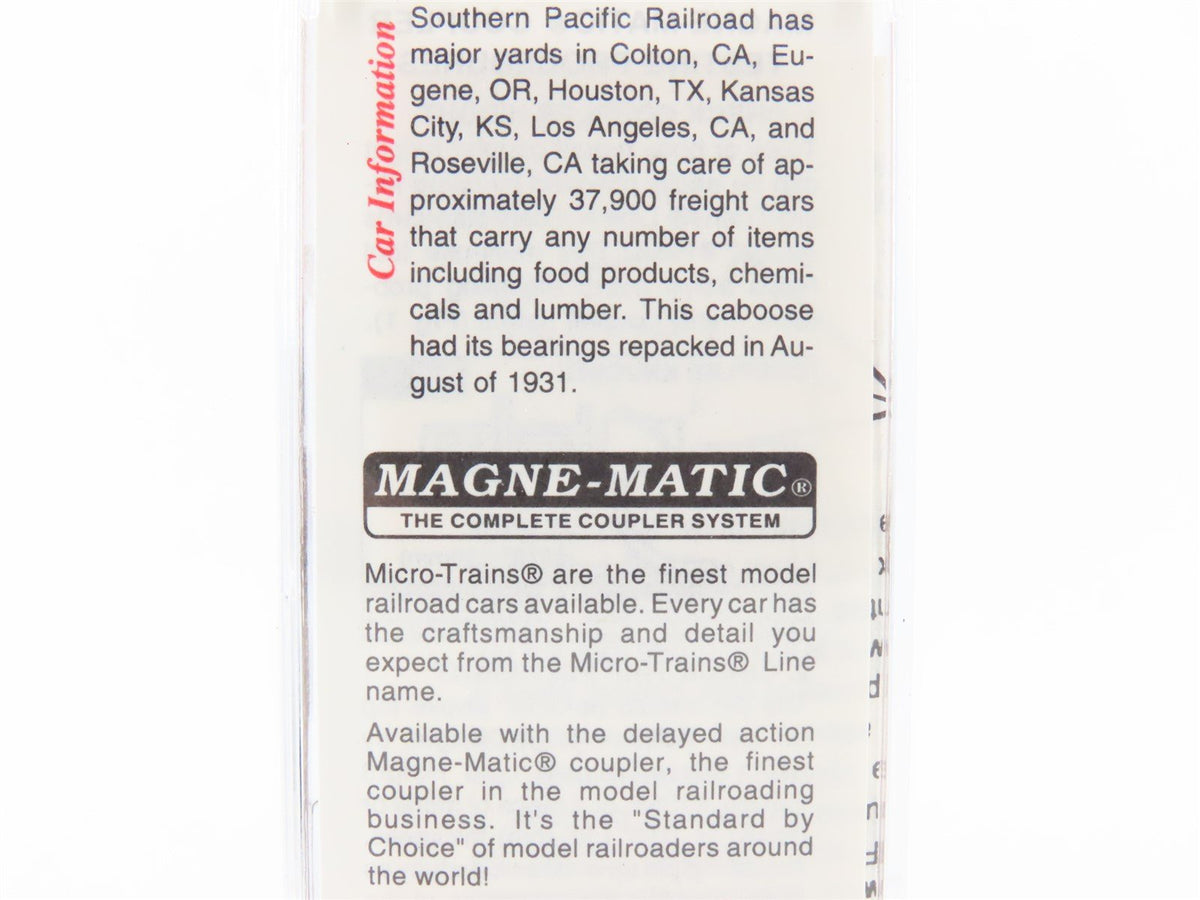 Car Information
Southern Pacific Railroad has
major yards in Colton, CA, Eu-
gene, OR, Houston, TX, Kansas
City, KS, Los Angeles, CA, and
Roseville, CA taking care of ap-
proximately 37,900 freight cars
that carry any number of items
including food products, chemi-
cals and lumber. This caboose
had its bearings repacked in Au-
gust of 1931.
MAGNE-MATIC®
THE COMPLETE COUPLER SYSTEM
Micro-Trains® are the finest model
railroad cars available. Every car has
the craftsmanship and detail you
expect from the Micro-Trains® Line
name.
Available with the delayed action
Magne-Matic® coupler, the finest
coupler in the model railroading
business. It's the "Standard by
Choice" of model railroaders around
the world!